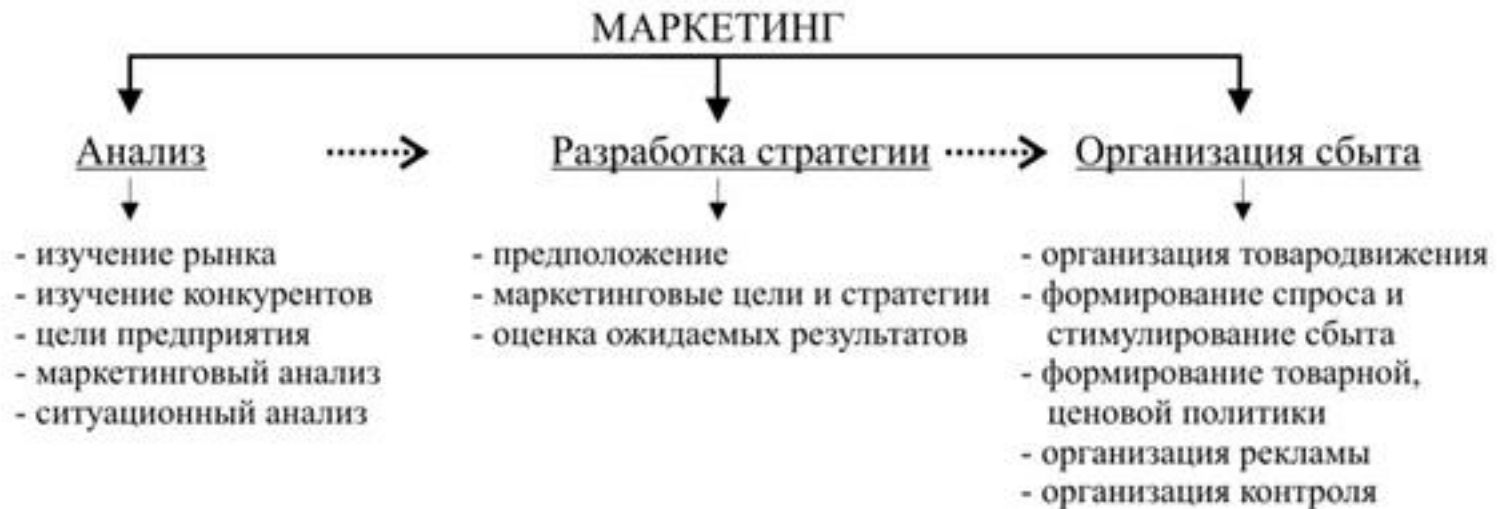 МАРКЕТИНГ
Анализ
Разработка стратегии
Организация сбыта
- изучение рынка
- изучение конкурентов
- цели предприятия
- маркетинговый анализ
- ситуационный анализ
- предположение
- маркетинговые цели и стратегии
- оценка ожидаемых результатов
- организация товародвижения
- формирование спроса и
стимулирование сбыта
- формирование товарной,
ценовой политики
- организация рекламы
- организация контроля